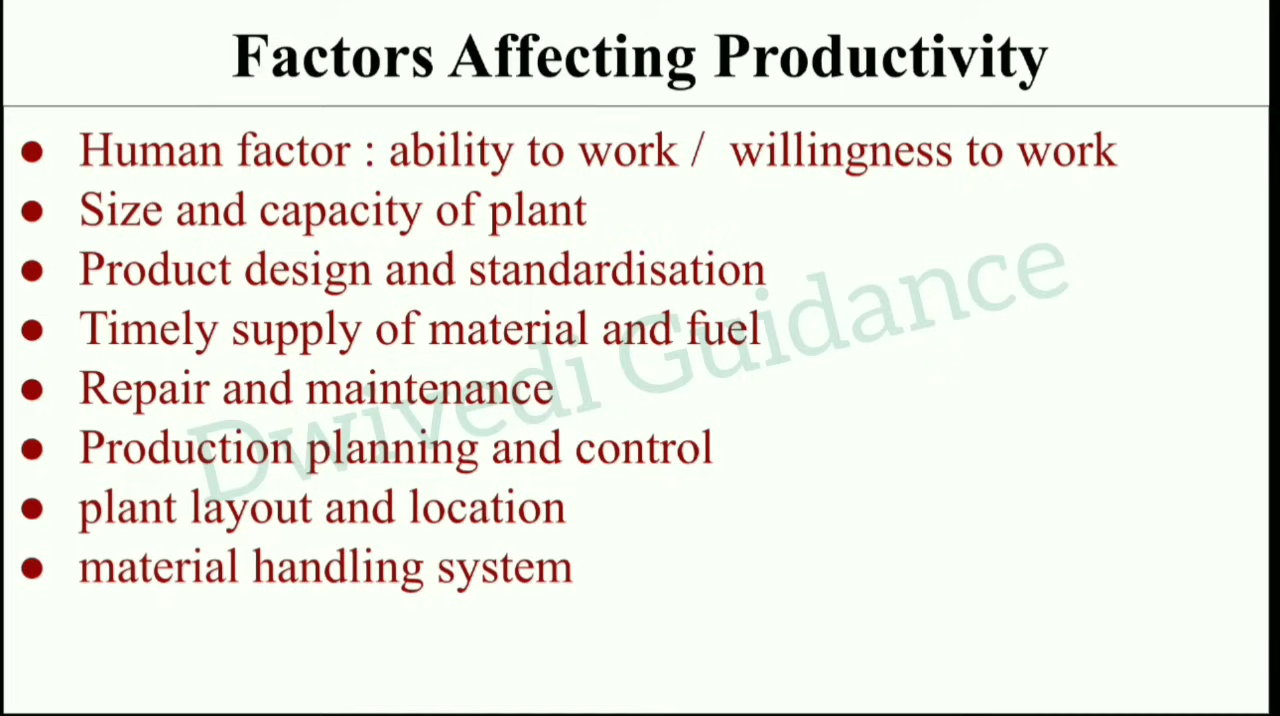 Factors Affecting Productivity
● Human factor : ability to work /  willingness to work
● Size and capacity of plant
● Product design and standardisation
● Timely supply of material and fuel
● Repair and maintenance
● Production planning and control
● plant layout and location
● material handling system
Dwivedi Guidance